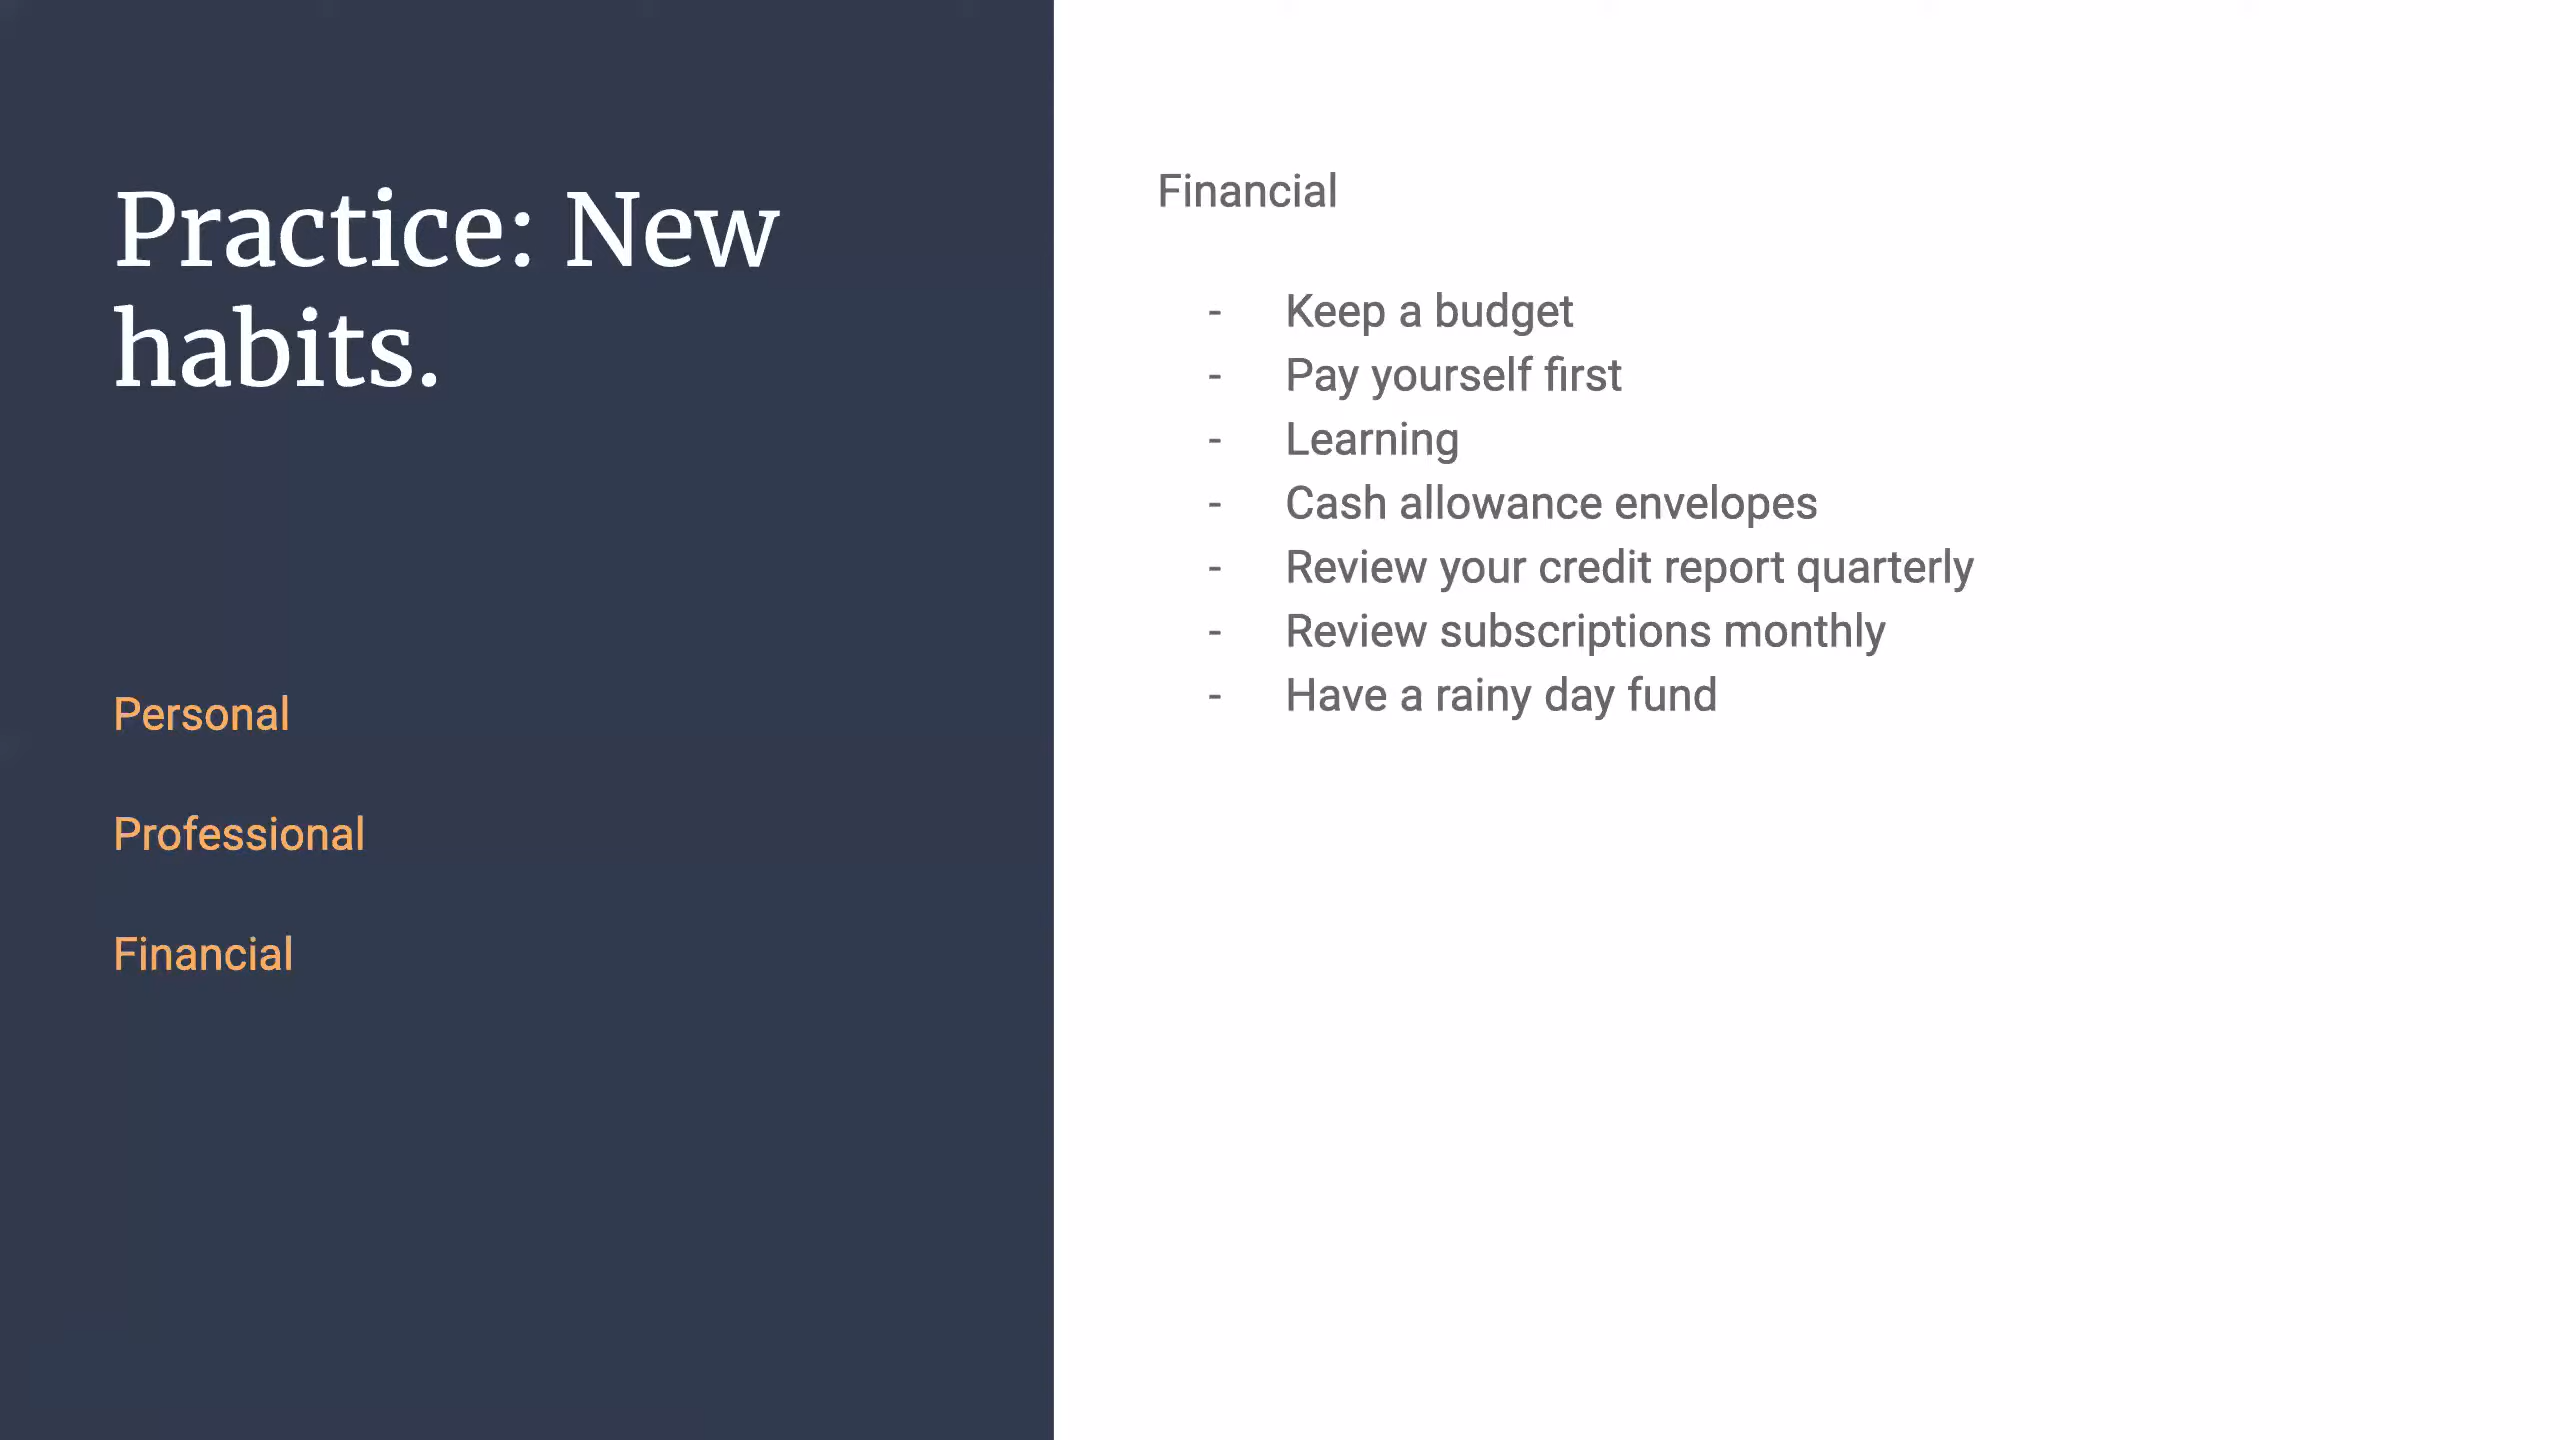 Practice: New
habits.
Personal
Professional
Financial
Financial
- Keep a budget
- Pay yourself first
- Learning
- Cash allowance envelopes
- Review your credit report quarterly
- Review subscriptions monthly
- Have a rainy day fund